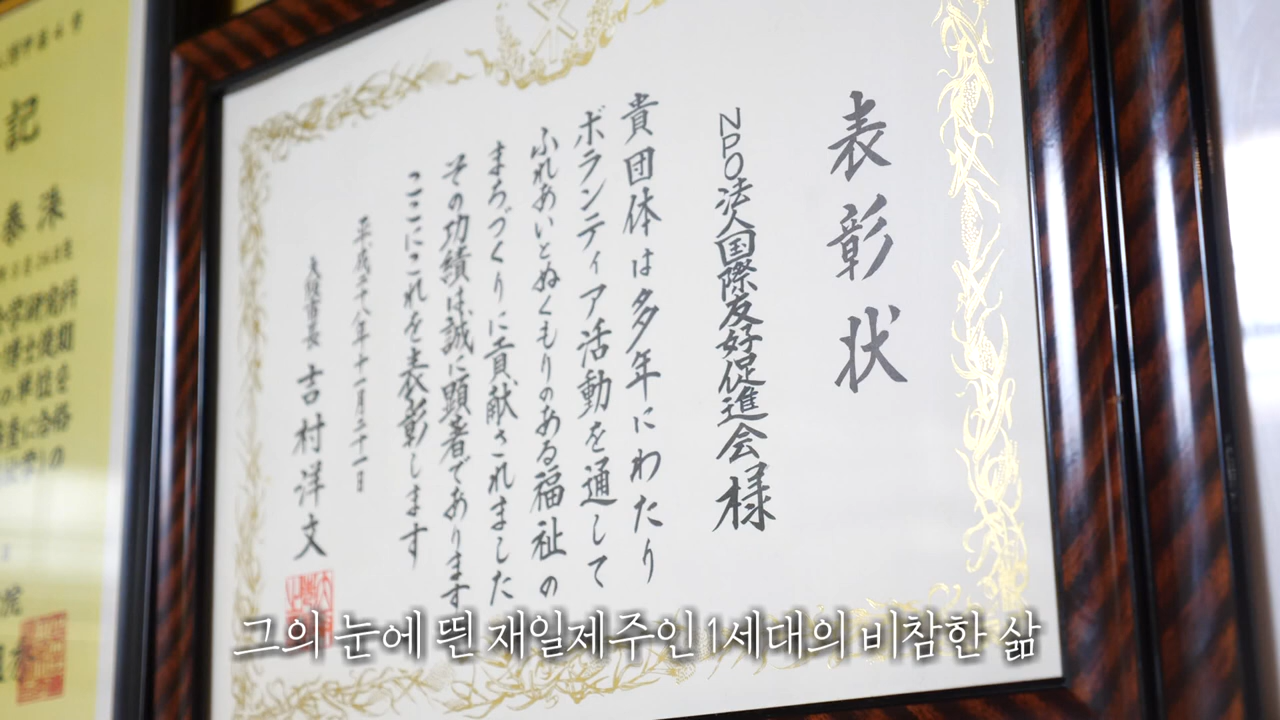 表彰状
NPO法人国際友好促進会様
貴団体は多年にわたり
ボランティア活動を通して
ふれあいとぬくもりのある福祉の
まちづくりに貢献されました
その功績は誠に顕著であります
ここにこれを表彰します
平成二十八年十一月二十一日
大阪市長 吉村洋文
記
그의 눈에 띈 재일제주인 1세대의 비참한 삶